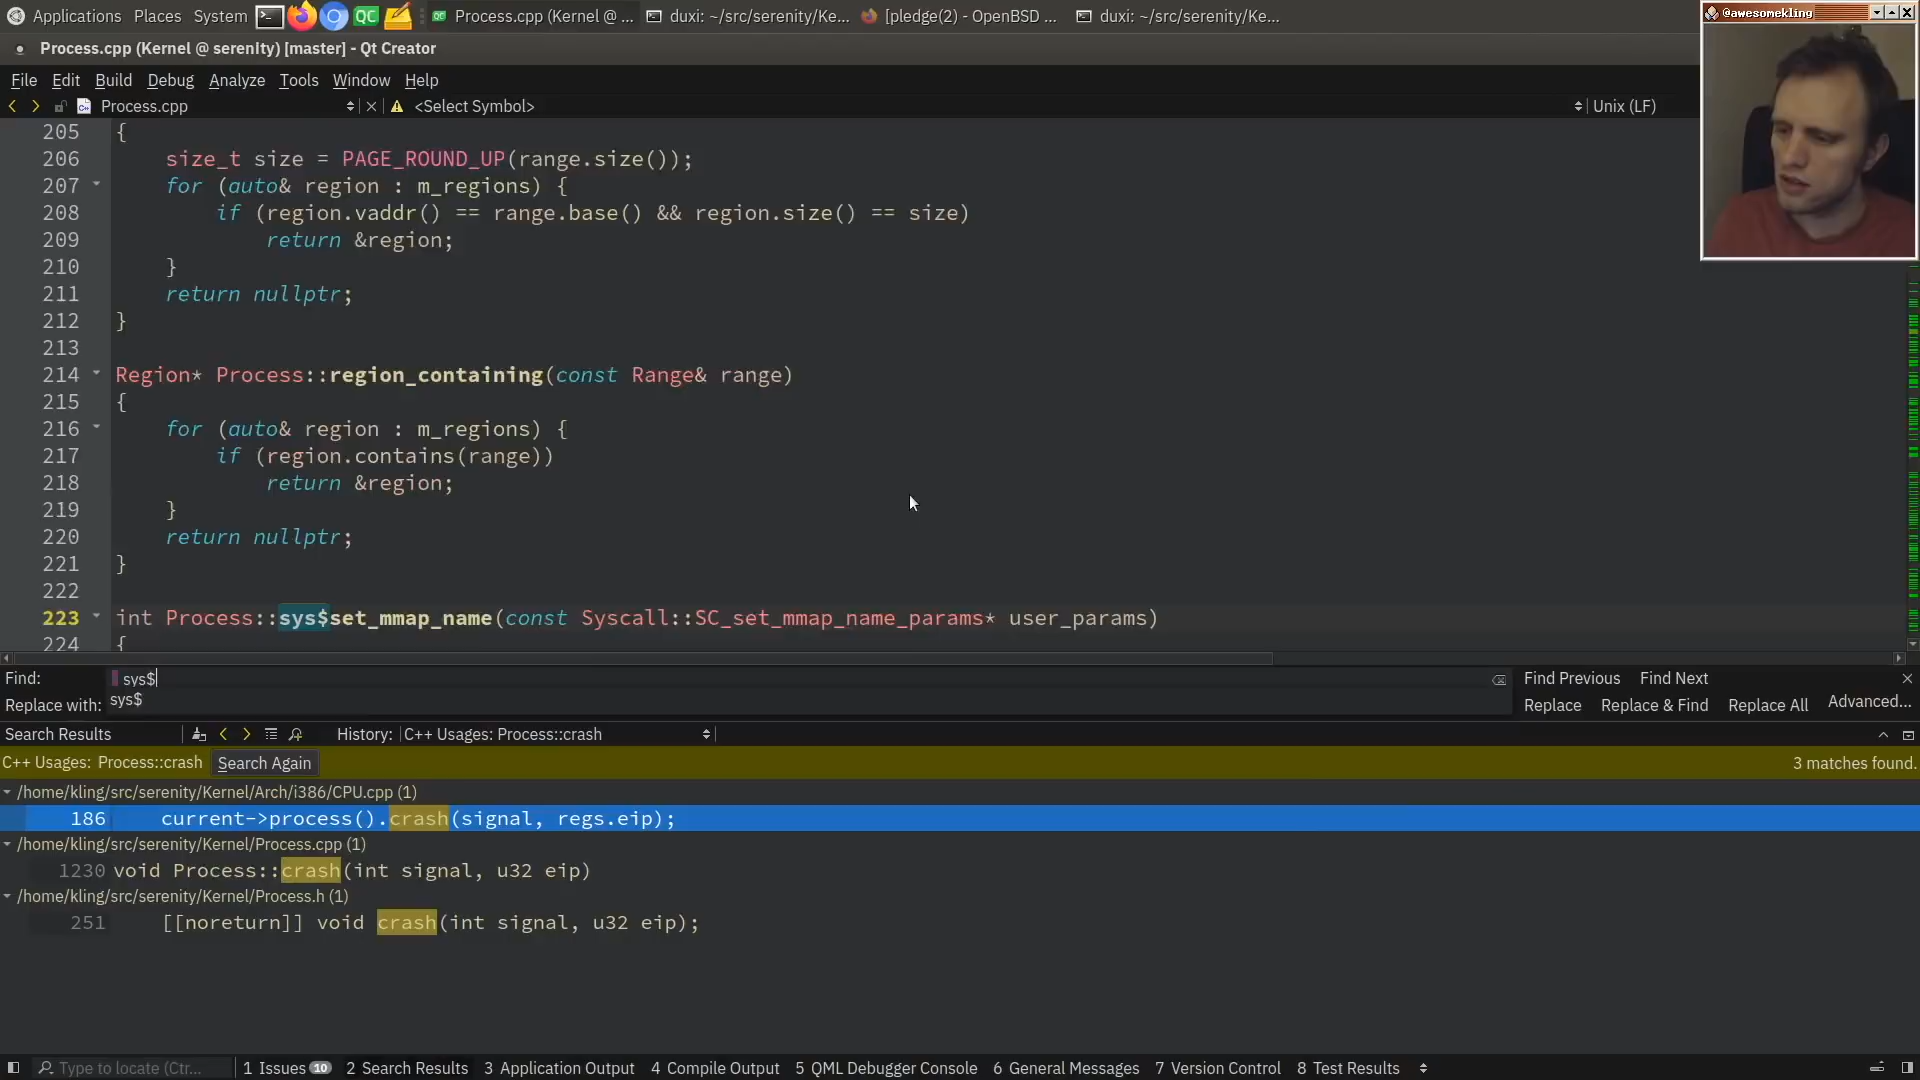 Applications Places System Process.cpp (Kernel @ ... duxi: ~/src/serenity/Ke... [pledge(2) - OpenBSD ... duxi: ~/src/serenity/Ke...
@awesomekling
Process.cpp (Kernel @ serenity) [master] - Qt Creator
File Edit Build Debug Analyze Tools Window Help
Process.cpp <Select Symbol> Unix (LF)
205 {
206 size_t size = PAGE_ROUND_UP(range.size());
207 for (auto& region : m_regions) {
208 if (region.vaddr() == range.base() && region.size() == size)
209 return &region;
210 }
211 return nullptr;
212 }
213
214 Region* Process::region_containing(const Range& range)
215 {
216 for (auto& region : m_regions) {
217 if (region.contains(range))
218 return &region;
219 }
220 return nullptr;
221 }
222
223 int Process::sys$set_mmap_name(const Syscall::SC_set_mmap_name_params* user_params)
224 {
Find: sys$ Find Previous Find Next
Replace with: sys$ Replace Replace & Find Replace All Advanced...
Search Results History: C++ Usages: Process::crash
C++ Usages: Process::crash Search Again 3 matches found.
/home/kling/src/serenity/Kernel/Arch/i386/CPU.cpp (1)
186 current->process().crash(signal, regs.eip);
/home/kling/src/serenity/Kernel/Process.cpp (1)
1230 void Process::crash(int signal, u32 eip)
/home/kling/src/serenity/Kernel/Process.h (1)
251 [[noreturn]] void crash(int signal, u32 eip);
Type to locate (Ctr... 1 Issues 10 2 Search Results 3 Application Output 4 Compile Output 5 QML Debugger Console 6 General Messages 7 Version Control 8 Test Results